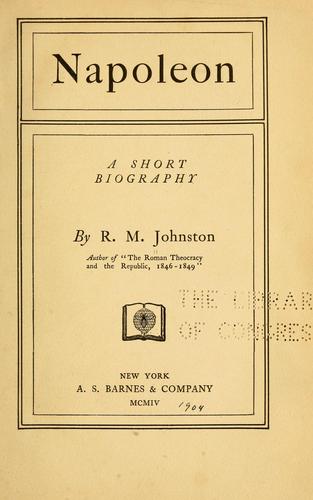 Napoleon
A SHORT
BIOGRAPHY
By R. M. Johnston
Author of "The Roman Theocracy
and the Republic, 1846-1849"
THE LIBRAR
OF CONGRES
NEW YORK
A. S. BARNES & COMPANY
MCMIV 1904